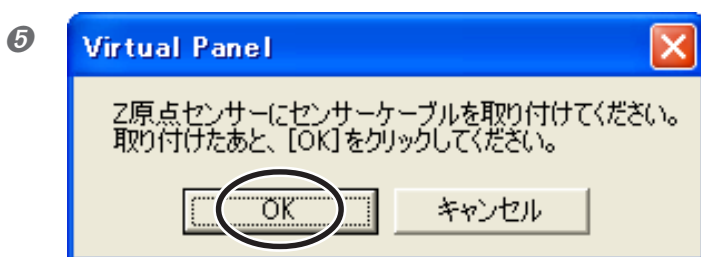 5
Virtual Panel
Z原点センサーにセンサーケーブルを取り付けてください。
取り付けたあと、[OK]をクリックしてください。
OK
キャンセル